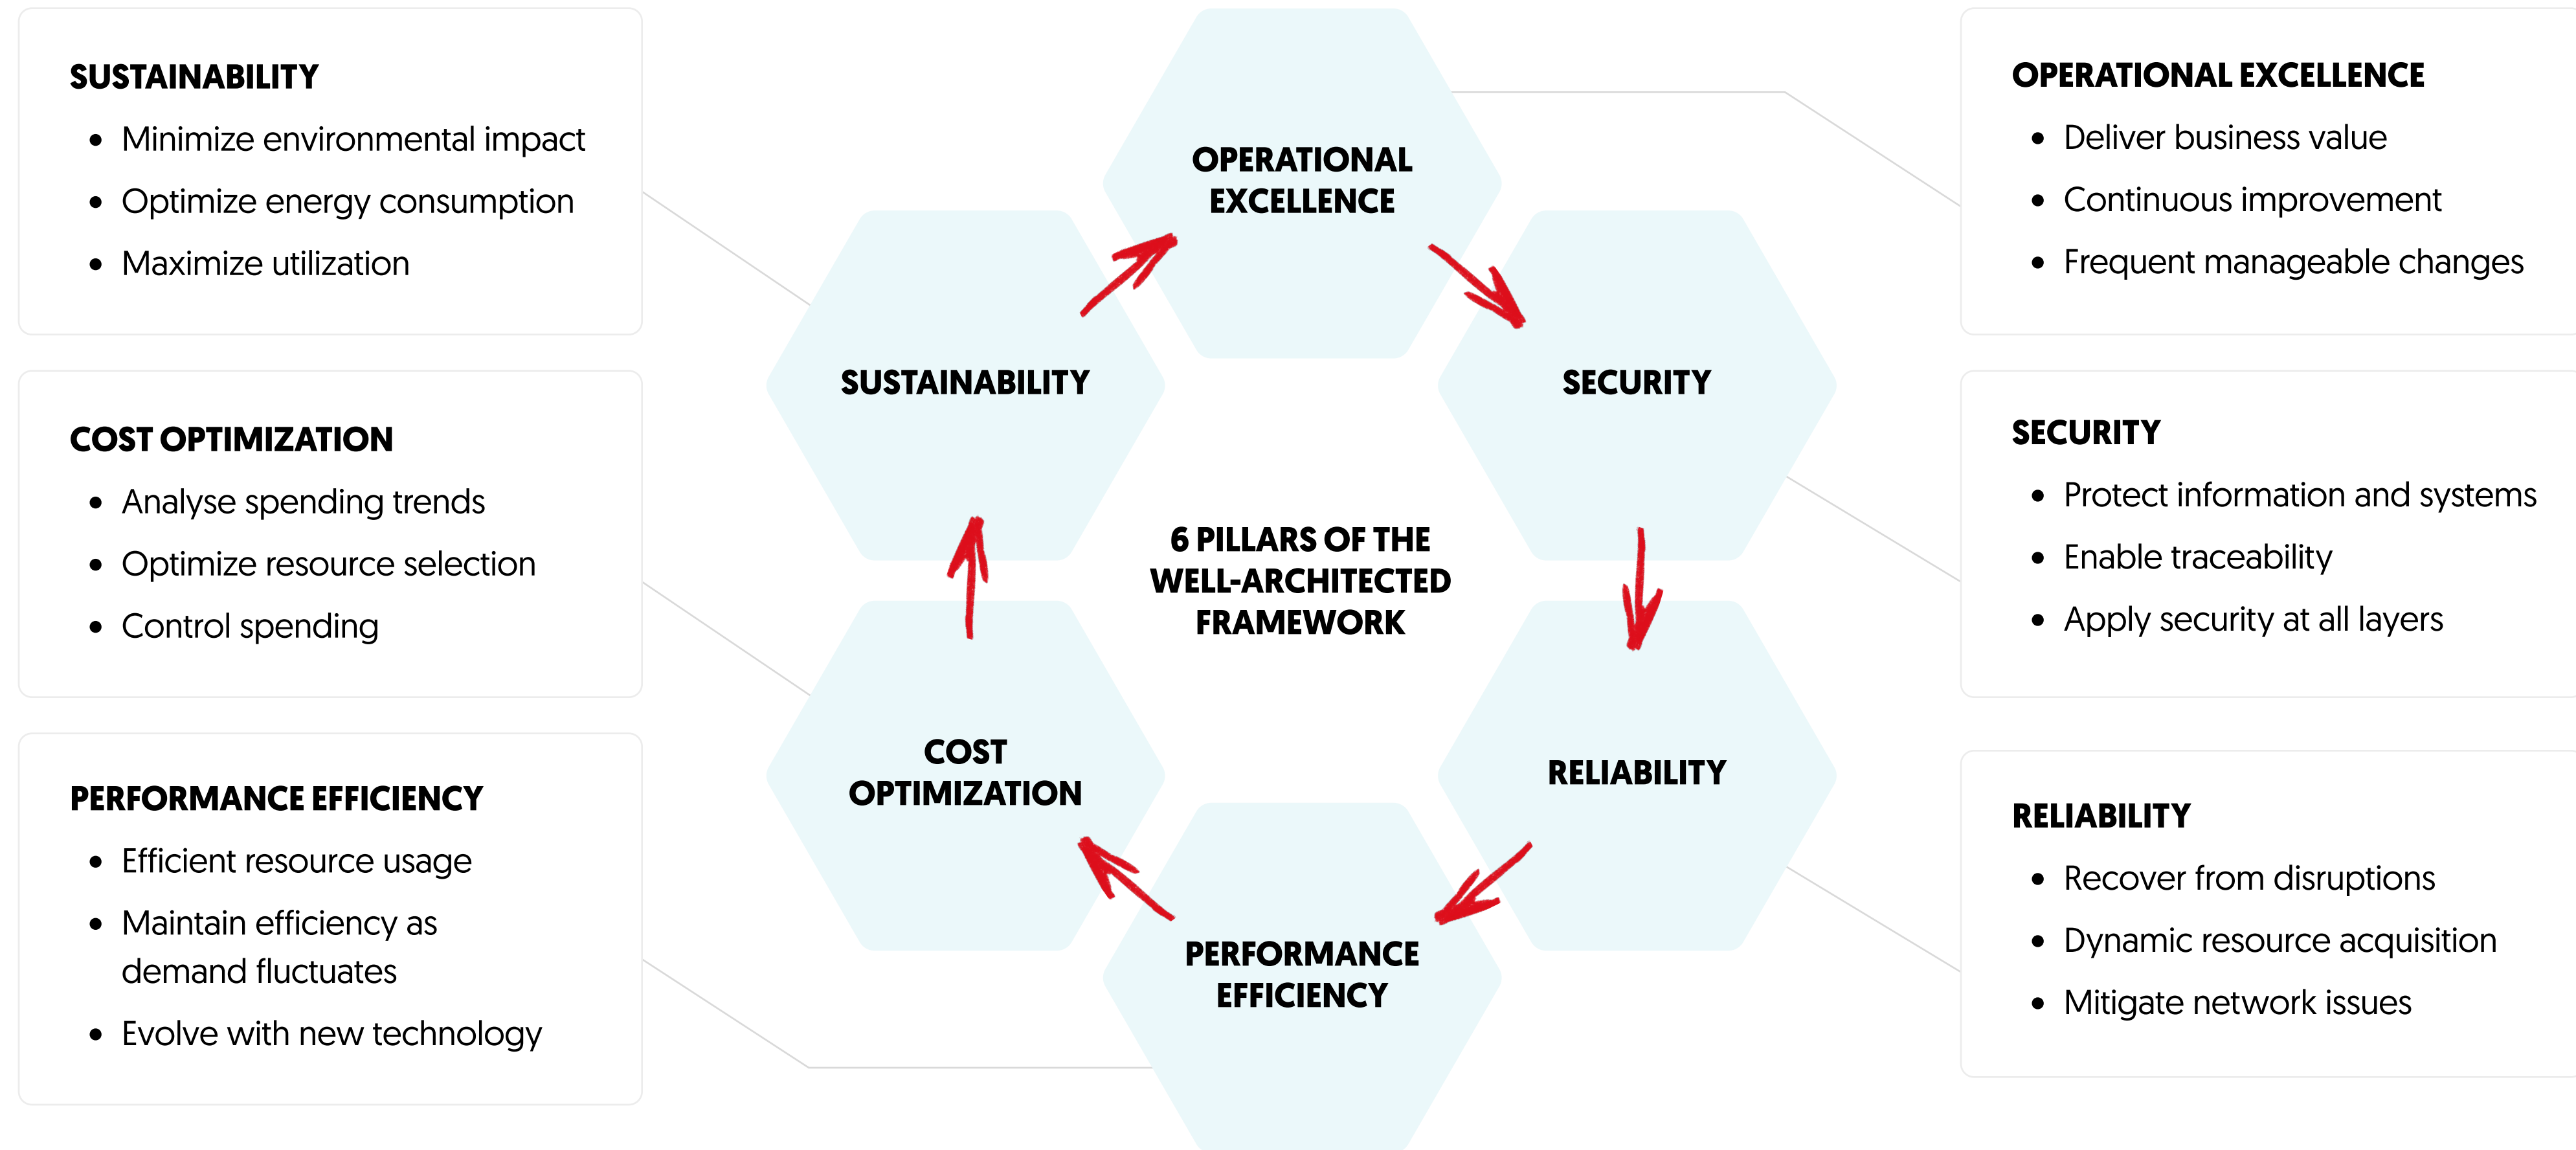 SUSTAINABILITY
• Minimize environmental impact
• Optimize energy consumption
• Maximize utilization
COST OPTIMIZATION
• Analyse spending trends
• Optimize resource selection
• Control spending
PERFORMANCE EFFICIENCY
• Efficient resource usage
• Maintain efficiency as
demand fluctuates
• Evolve with new technology
OPERATIONAL
EXCELLENCE
SUSTAINABILITY
SECURITY
6 PILLARS OF THE
WELL-ARCHITECTED
FRAMEWORK
COST
OPTIMIZATION
RELIABILITY
PERFORMANCE
EFFICIENCY
OPERATIONAL EXCELLENCE
• Deliver business value
• Continuous improvement
• Frequent manageable changes
SECURITY
• Protect information and systems
• Enable traceability
• Apply security at all layers
RELIABILITY
• Recover from disruptions
• Dynamic resource acquisition
• Mitigate network issues